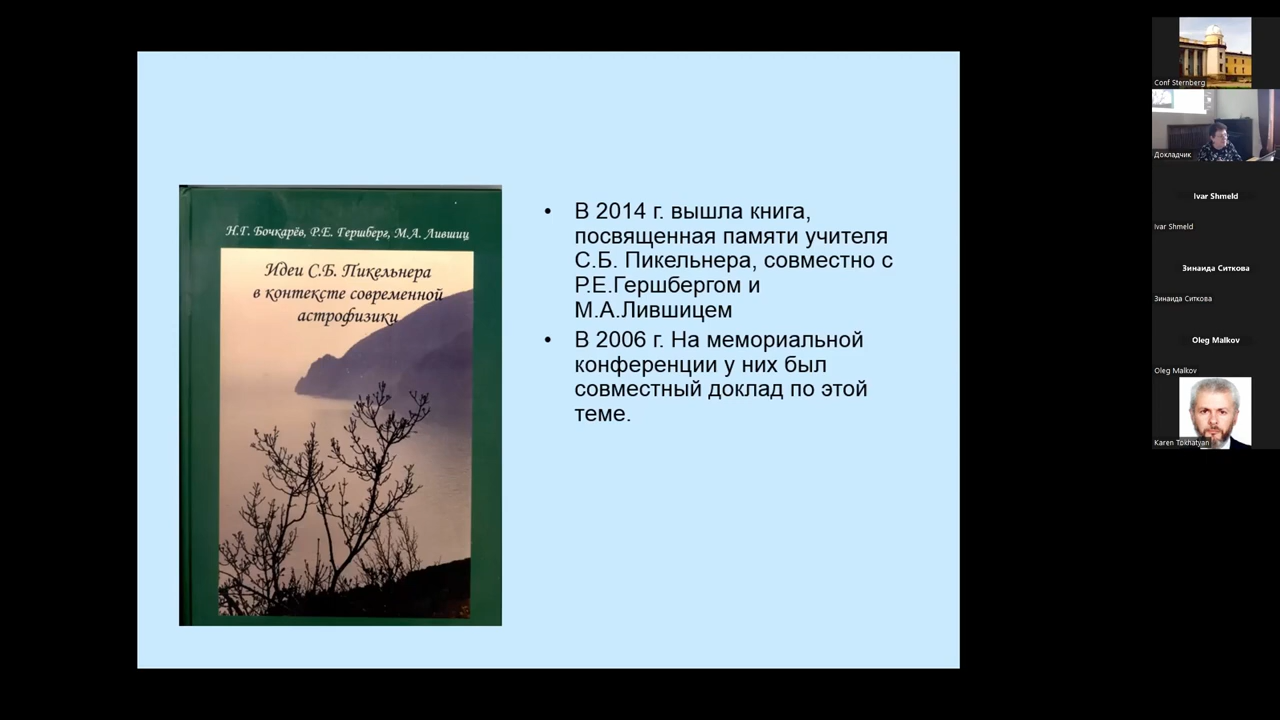 Н.Г. Бочкарёв, Р.Е. Гершберг, М.А. Лившиц
Идеи С.Б. Пикельнера
в контексте современной
астрофизики
• В 2014 г. вышла книга,
посвященная памяти учителя
С.Б. Пикельнера, совместно с
Р.Е.Гершбергом и
М.А.Лившицем
• В 2006 г. На мемориальной
конференции у них был
совместный доклад по этой
теме.
Conf Sternberg
Докладчик
Ivar Shmeld
Ivar Shmeld
Зинаида Ситкова
Зинаида Ситкова
Oleg Malkov
Oleg Malkov
Karen Tokhatyan